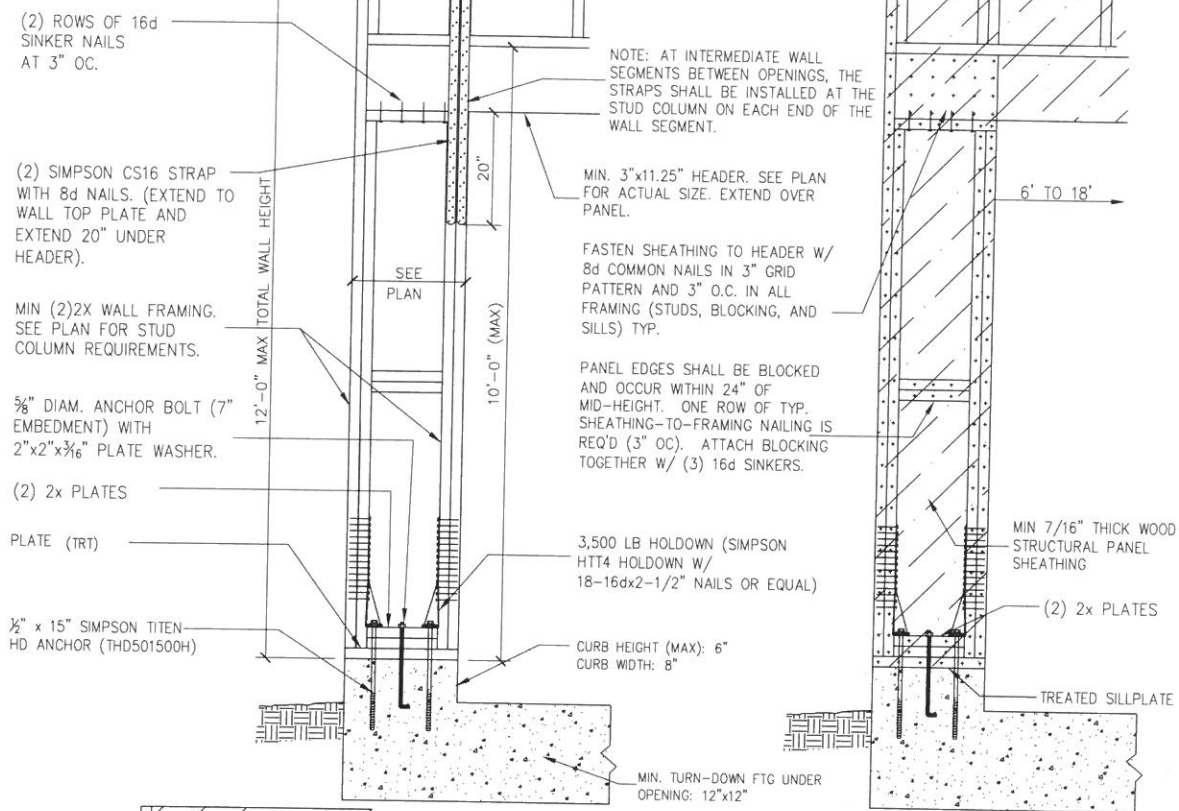 (2) ROWS OF 16d
SINKER NAILS
AT 3" OC.
(2) SIMPSON CS16 STRAP
WITH 8d NAILS. (EXTEND TO
WALL TOP PLATE AND
EXTEND 20" UNDER
HEADER).
MIN (2)2X WALL FRAMING.
SEE PLAN FOR STUD
COLUMN REQUIREMENTS.
⅝" DIAM. ANCHOR BOLT (7"
EMBEDMENT) WITH
2"x2"x3⁄16" PLATE WASHER.
(2) 2x PLATES
PLATE (TRT)
½" x 15" SIMPSON TITEN
HD ANCHOR (THD501500H)
12'-0" MAX TOTAL WALL HEIGHT
SEE
PLAN
20"
10'-0" (MAX)
NOTE: AT INTERMEDIATE WALL
SEGMENTS BETWEEN OPENINGS, THE
STRAPS SHALL BE INSTALLED AT THE
STUD COLUMN ON EACH END OF THE
WALL SEGMENT.
MIN. 3"x11.25" HEADER. SEE PLAN
FOR ACTUAL SIZE. EXTEND OVER
PANEL.
FASTEN SHEATHING TO HEADER W/
8d COMMON NAILS IN 3" GRID
PATTERN AND 3" O.C. IN ALL
FRAMING (STUDS, BLOCKING, AND
SILLS) TYP.
PANEL EDGES SHALL BE BLOCKED
AND OCCUR WITHIN 24" OF
MID-HEIGHT. ONE ROW OF TYP.
SHEATHING-TO-FRAMING NAILING IS
REQ'D (3" OC). ATTACH BLOCKING
TOGETHER W/ (3) 16d SINKERS.
3,500 LB HOLDOWN (SIMPSON
HTT4 HOLDOWN W/
18-16dx2-1/2" NAILS OR EQUAL)
CURB HEIGHT (MAX): 6"
CURB WIDTH: 8"
MIN. TURN-DOWN FTG UNDER
OPENING: 12"x12"
6' TO 18'
MIN 7/16" THICK WOOD
STRUCTURAL PANEL
SHEATHING
(2) 2x PLATES
TREATED SILLPLATE